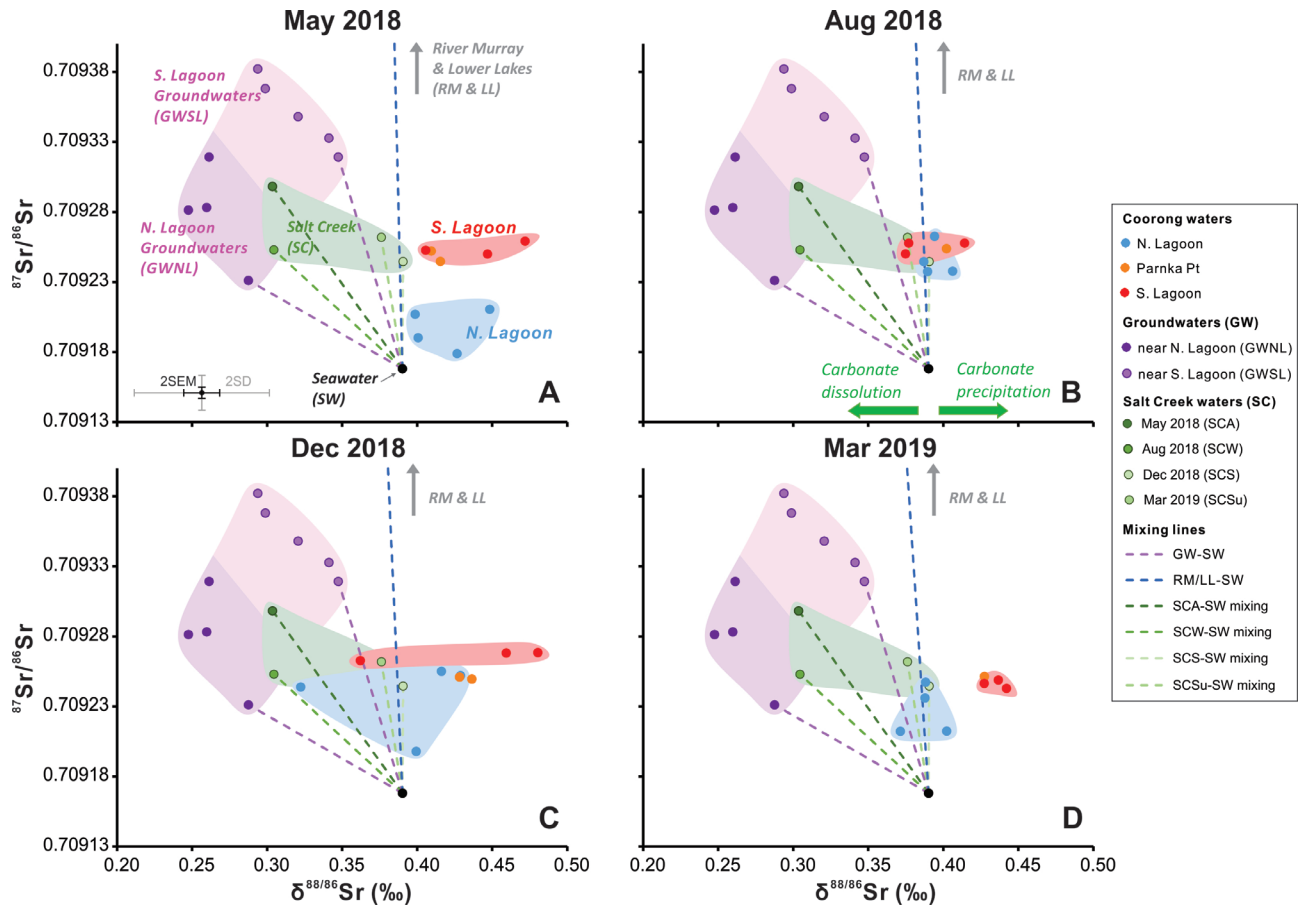 May 2018
0.70938
0.70933
0.70928
0.70923
0.70918
0.70913
⁸⁷Sr/⁸⁶Sr
S. Lagoon
Groundwaters
(GWSL)
N. Lagoon
Groundwaters
(GWNL)
Salt Creek
(SC)
River Murray
& Lower Lakes
(RM & LL)
S. Lagoon
N. Lagoon
Seawater
(SW)
2SEM
2SD
A
Aug 2018
RM & LL
Carbonate
dissolution
Carbonate
precipitation
B
Dec 2018
0.70938
0.70933
0.70928
0.70923
0.70918
0.70913
⁸⁷Sr/⁸⁶Sr
RM & LL
C
0.20
0.25
0.30
0.35
0.40
0.45
0.50
δ⁸⁸/⁸⁶Sr (‰)
Mar 2019
RM & LL
D
0.20
0.25
0.30
0.35
0.40
0.45
0.50
δ⁸⁸/⁸⁶Sr (‰)
Coorong waters
N. Lagoon
Parnka Pt
S. Lagoon
Groundwaters (GW)
near N. Lagoon (GWNL)
near S. Lagoon (GWSL)
Salt Creek waters (SC)
May 2018 (SCA)
Aug 2018 (SCW)
Dec 2018 (SCS)
Mar 2019 (SCSu)
Mixing lines
GW-SW
RM/LL-SW
SCA-SW mixing
SCW-SW mixing
SCS-SW mixing
SCSu-SW mixing